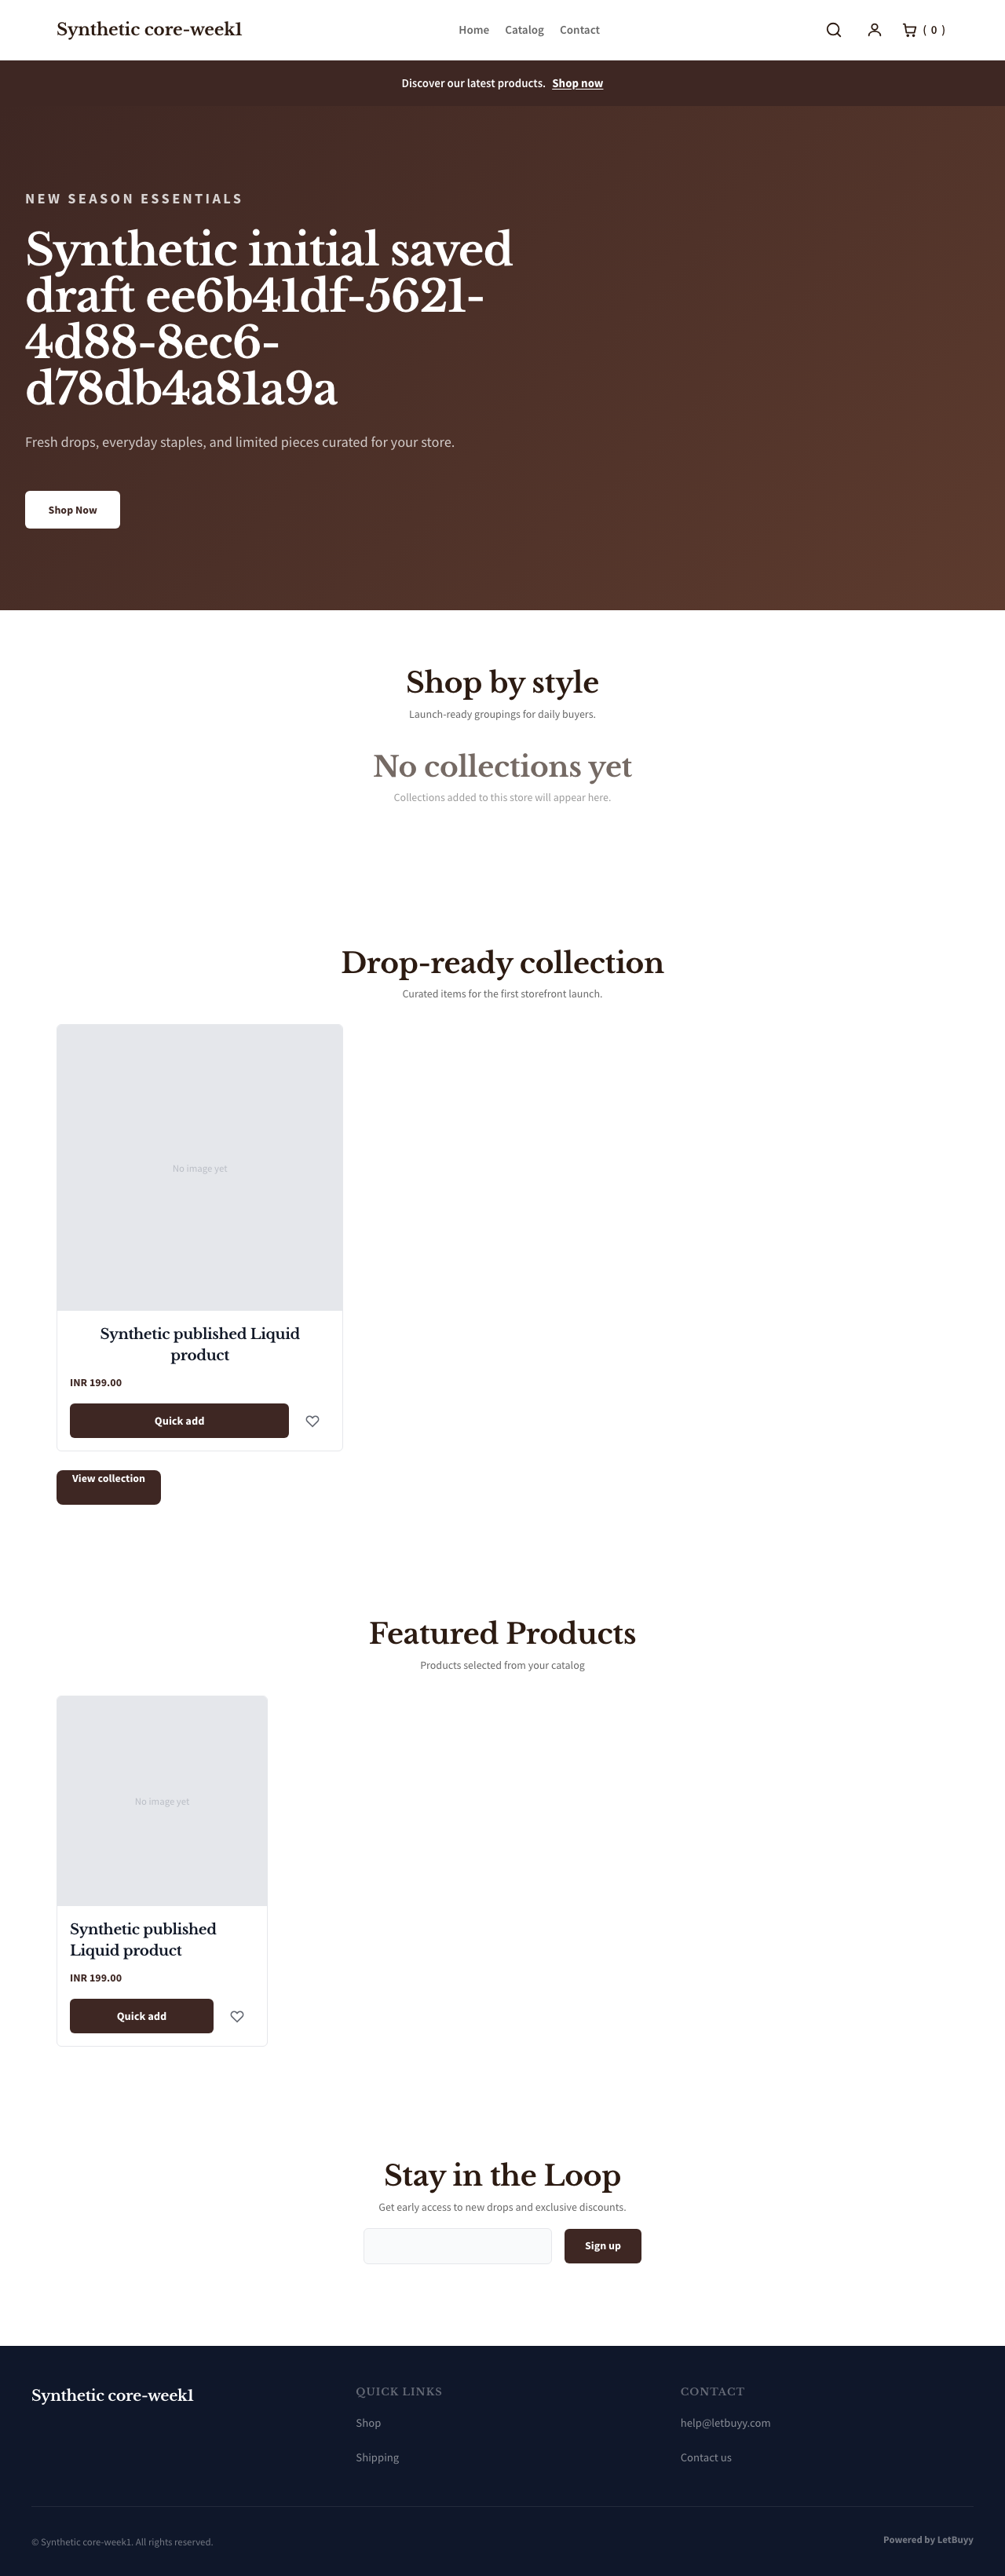 Synthetic core-week1
Home Catalog Contact
( 0 )
Discover our latest products. Shop now
NEW SEASON ESSENTIALS
Synthetic initial saved
draft ee6b41df-5621-
4d88-8ec6-
d78db4a81a9a
Fresh drops, everyday staples, and limited pieces curated for your store.
Shop Now
Shop by style
Launch-ready groupings for daily buyers.
No collections yet
Collections added to this store will appear here.
Drop-ready collection
Curated items for the first storefront launch.
No image yet
Synthetic published Liquid
product
INR 199.00
Quick add
View collection
Featured Products
Products selected from your catalog
No image yet
Synthetic published
Liquid product
INR 199.00
Quick add
Stay in the Loop
Get early access to new drops and exclusive discounts.
Sign up
Synthetic core-week1
QUICK LINKS
Shop
Shipping
CONTACT
help@letbuyy.com
Contact us
© Synthetic core-week1. All rights reserved.
Powered by LetBuyy